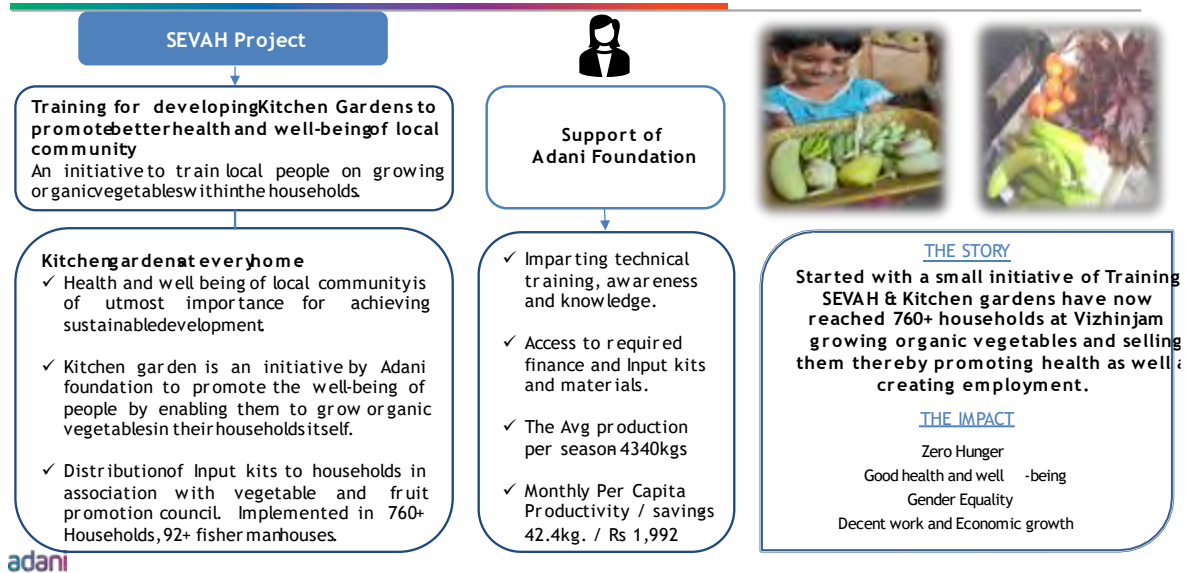 SEVAH Project
Training for developingKitchen Gardens to
promotebetterhealth and well-beingof local
community
An initiative to train local people on growing
organicvegetableswithinthe households.
Kitchengardensat everyhome
✓ Health and well being of local community is
of utmost importance for achieving
sustainabledevelopment.
✓ Kitchen garden is an initiative by Adani
foundation to promote the well-being of
people by enabling them to grow organic
vegetablesin their households itself.
✓ Distributionof Input kits to households in
association with vegetable and fruit
promotion council. Implemented in 760+
Households, 92+ fisher manhouses.
Support of
Adani Foundation
✓ Imparting technical
training, awareness
and knowledge.
✓ Access to required
finance and Input kits
and materials.
✓ The Avg production
per season-4340kgs
✓ Monthly Per Capita
Productivity / savings-
42.4kg. / Rs 1,992
THE STORY
Started with a small initiative of Training
SEVAH & Kitchen gardens have now
reached 760+ households at Vizhinjam
growing organic vegetables and selling
them thereby promoting health as well a
creating employment.
THE IMPACT
Zero Hunger
Good health and well -being
Gender Equality
Decent work and Economic growth
adani